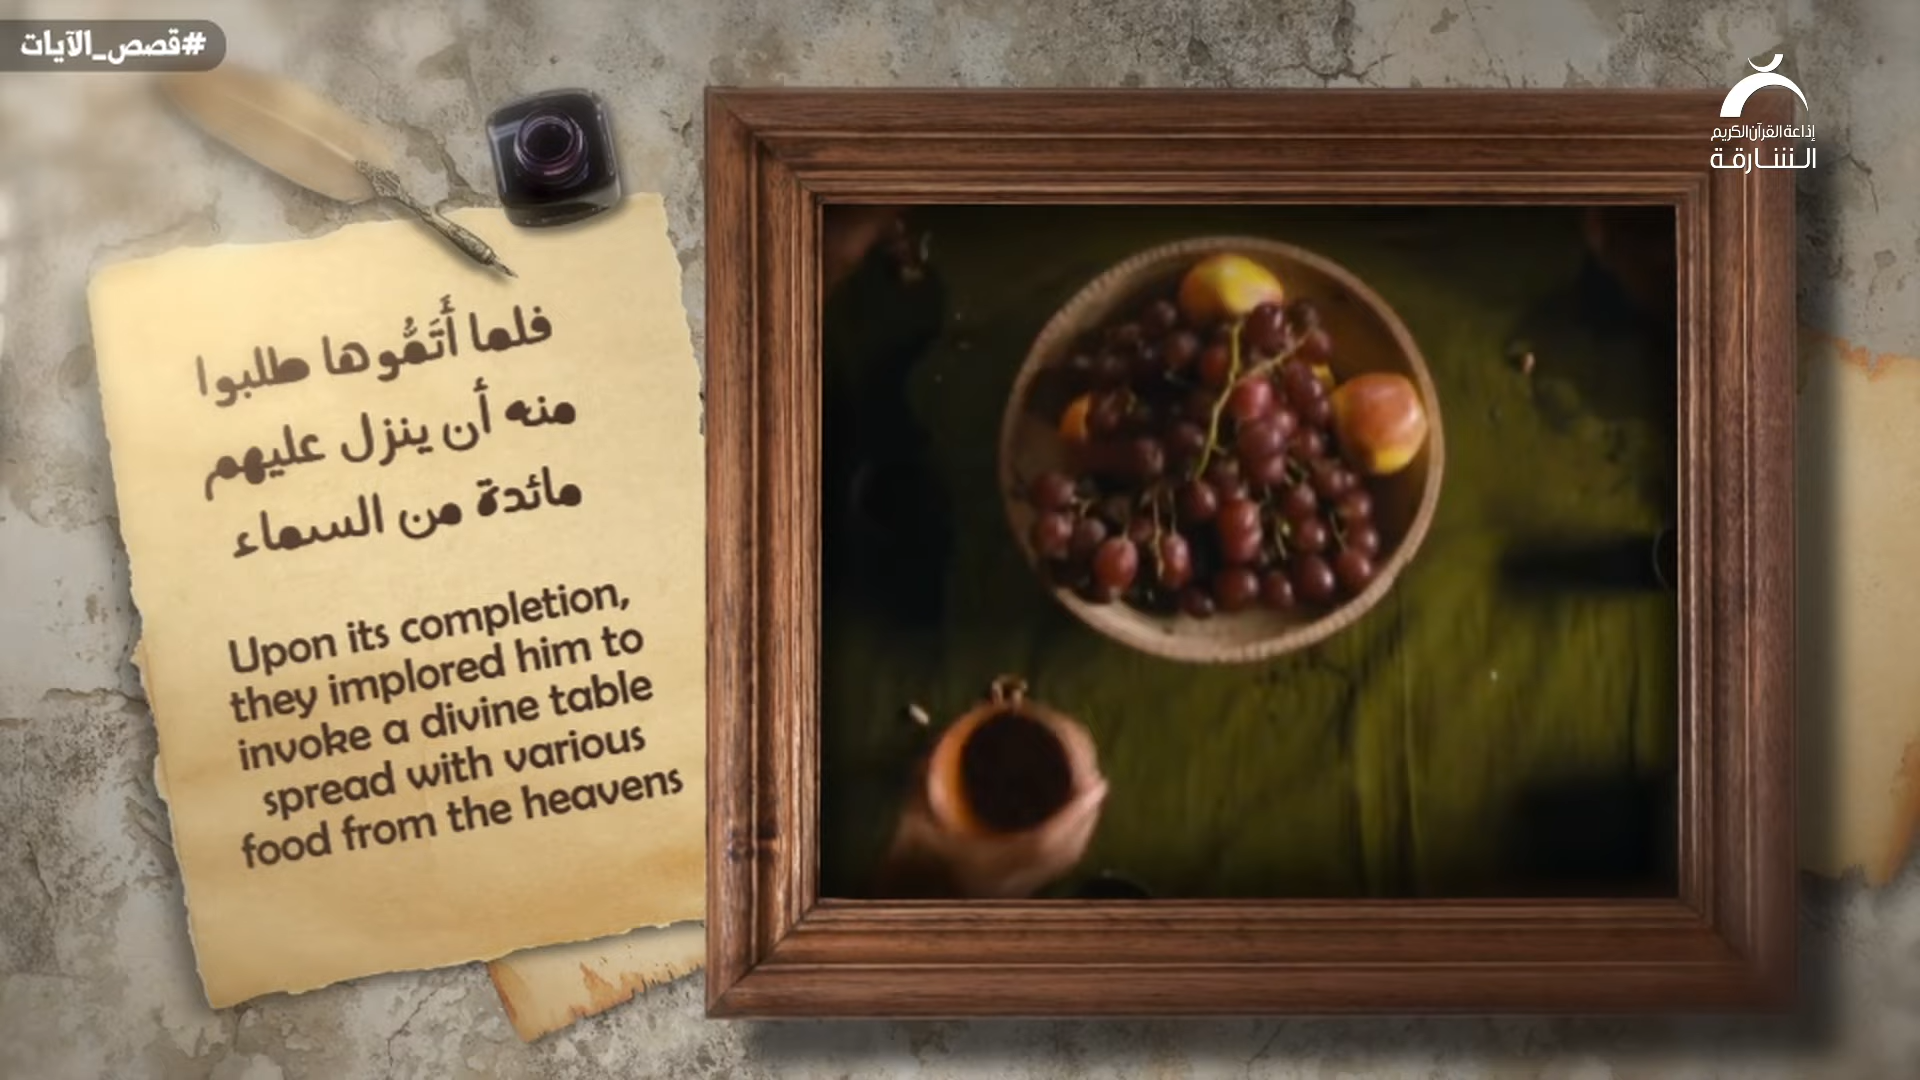 #قصص_الآيات
إذاعة القرآن الكريم
الشارقة
فلما أَتَمُّوها طلبوا
منه أن ينزل عليهم
مائدة من السماء
Upon its completion,
they implored him to
invoke a divine table
spread with various
food from the heavens